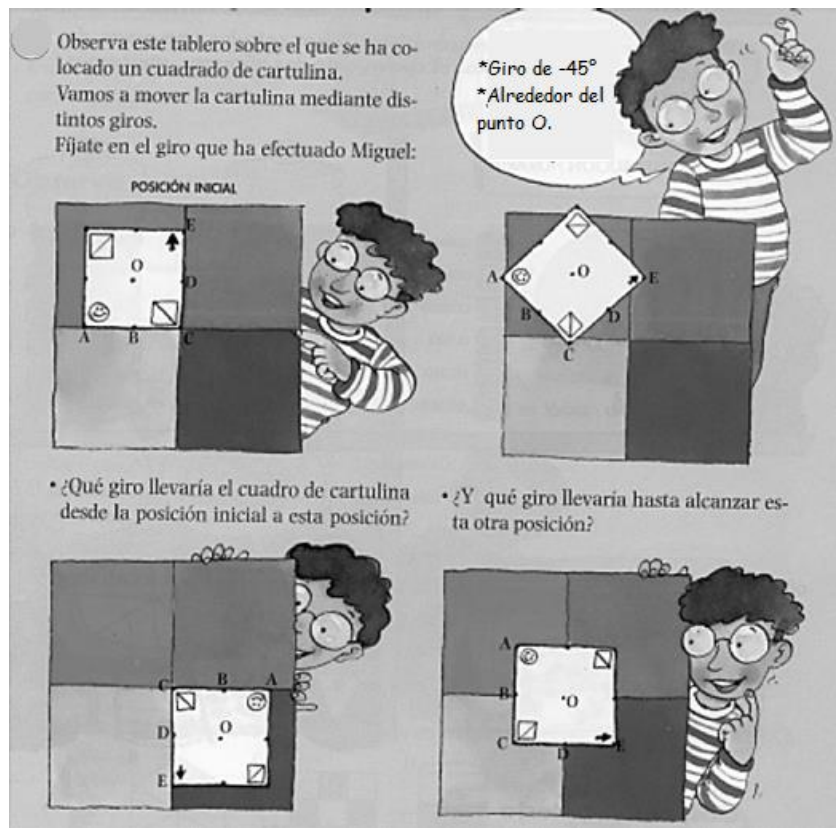 Observa este tablero sobre el que se ha co-
locado un cuadrado de cartulina.
Vamos a mover la cartulina mediante dis-
tintos giros.
Fíjate en el giro que ha efectuado Miguel:
POSICIÓN INICIAL
E
O
D
A B C
*Giro de -45°
*Alrededor del
punto O.
A O E
B D
C
• ¿Qué giro llevaría el cuadro de cartulina
desde la posición inicial a esta posición?
C B A
D O
E
• ¿Y qué giro llevaría hasta alcanzar es-
ta otra posición?
A
B O
C D E